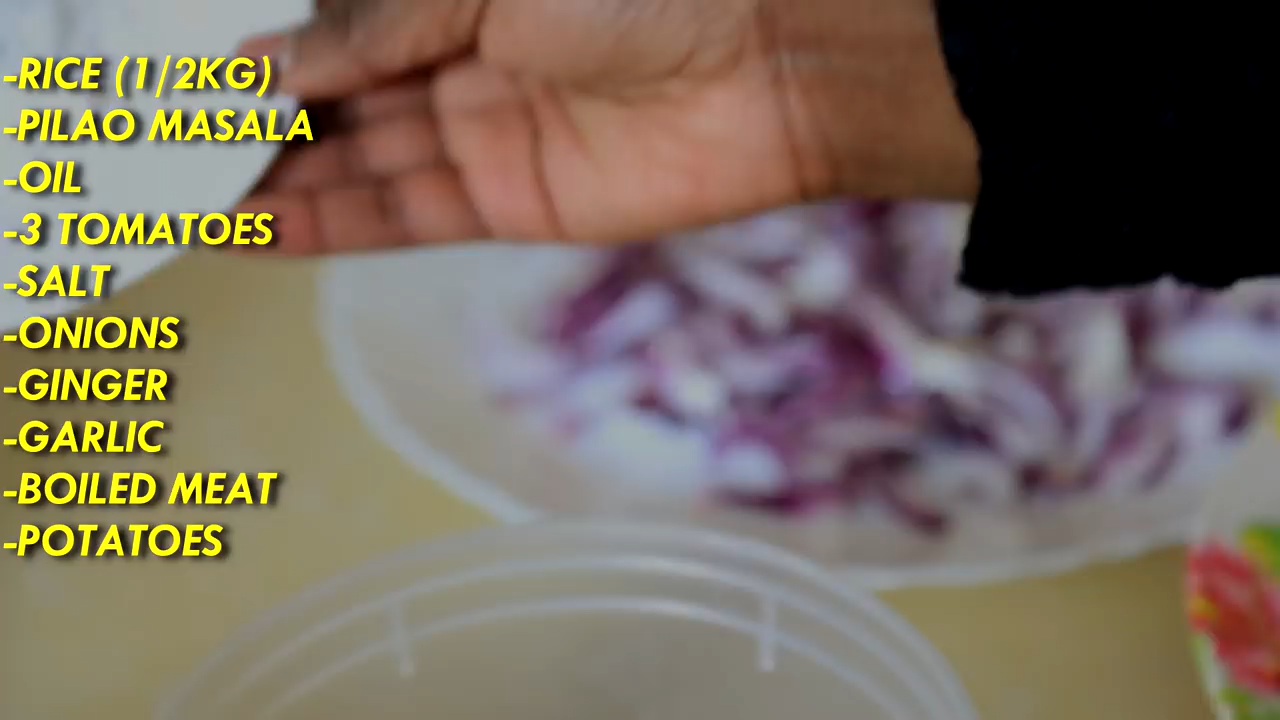 -RICE (1/2KG)
-PILAO MASALA
-OIL
-3 TOMATOES
-SALT
-ONIONS
-GINGER
-GARLIC
-BOILED MEAT
-POTATOES